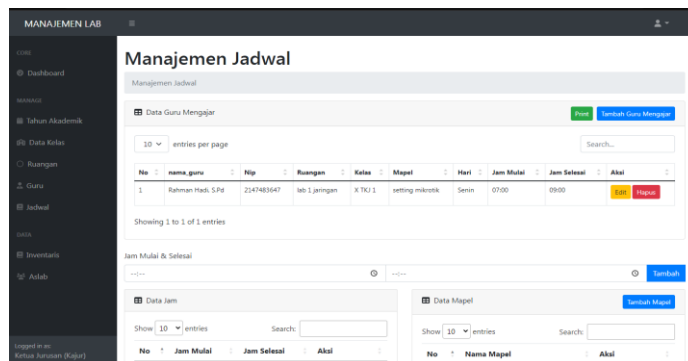 MANAJEMEN LAB
CORE
Dashboard
MANAGE
Tahun Akademik
Data Kelas
Ruangan
Guru
Jadwal
DATA
Inventaris
Aslab
Logged in as:
Ketua Jurusan (Kajur)
Manajemen Jadwal
Manajemen Jadwal
Data Guru Mengajar
Print Tambah Guru Mengajar
10 entries per page Search...
No nama_guru Nip Ruangan Kelas Mapel Hari Jam Mulai Jam Selesai Aksi
1 Rahman Hadi, S.Pd 2147483647 lab 1 jaringan X TKJ 1 setting mikrotik Senin 07:00 09:00 Edit Hapus
Showing 1 to 1 of 1 entries
Jam Mulai & Selesai
--:-- --:-- Tambah
Data Jam
Show 10 entries Search:
No Jam Mulai Jam Selesai Aksi
Data Mapel Tambah Mapel
Show 10 entries Search:
No Nama Mapel Aksi